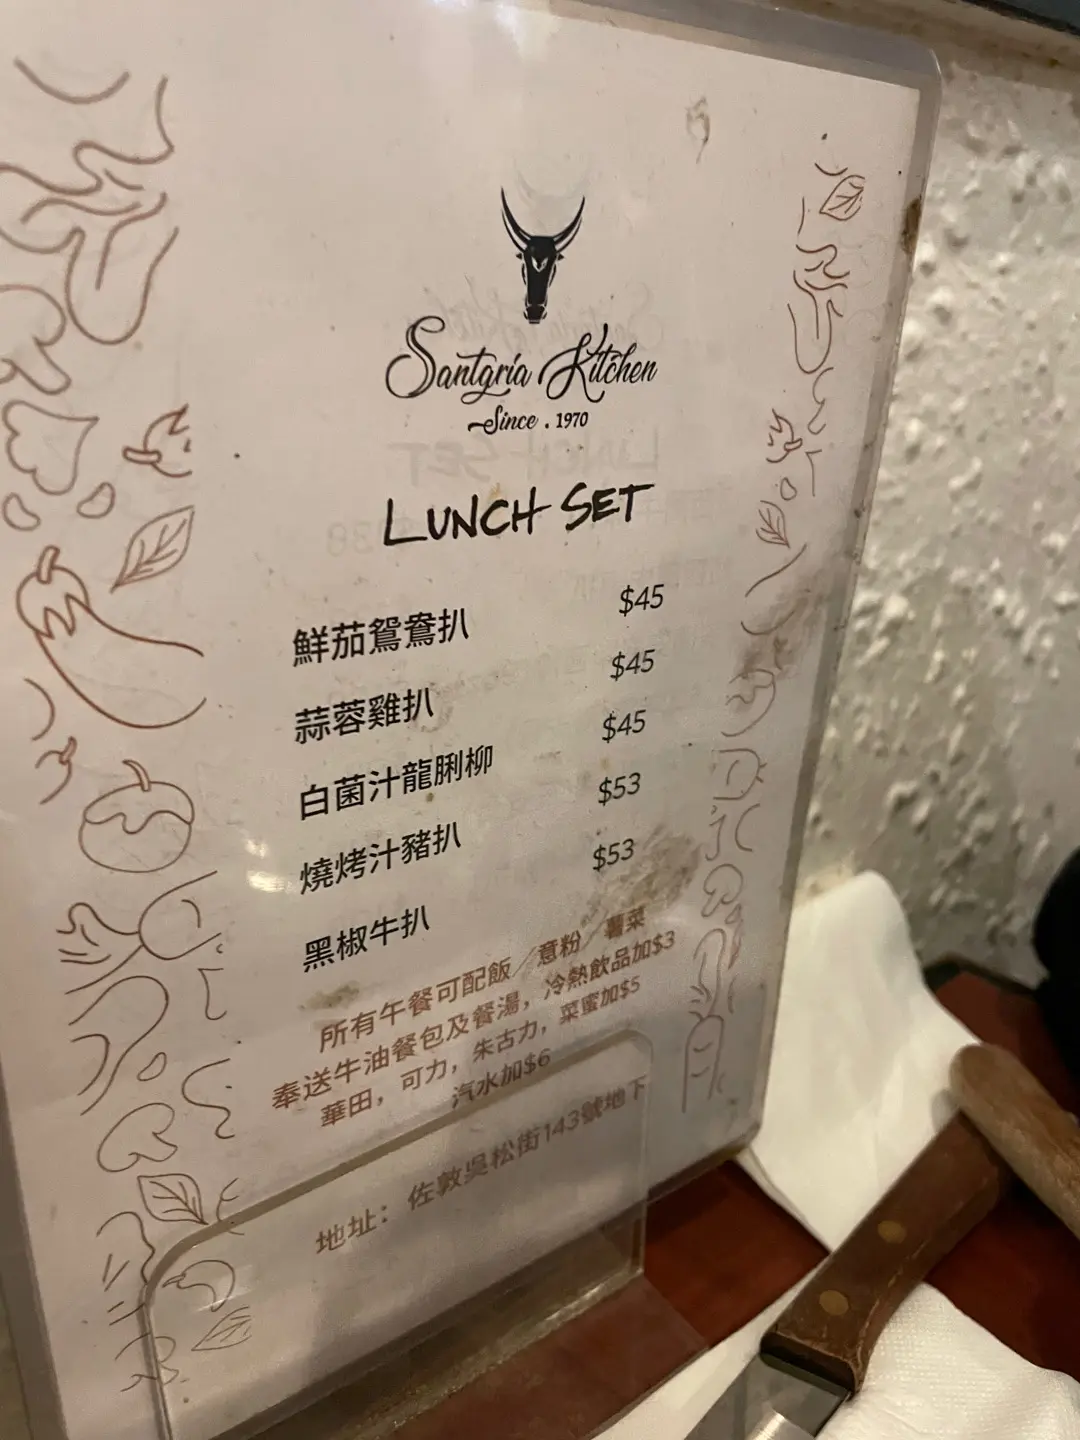 Santgria Kitchen
Since . 1970
LUNCH SET
鮮茄鴛鴦扒 $45
蒜蓉雞扒 $45
白菌汁龍脷柳 $45
燒烤汁豬扒 $53
黑椒牛扒 $53
所有午餐可配飯／意粉／薯菜
奉送牛油餐包及餐湯，冷熱飲品加$3
華田，可力，朱古力，菜蜜加$5
汽水加$6
地址： 佐敦吳松街143號地下